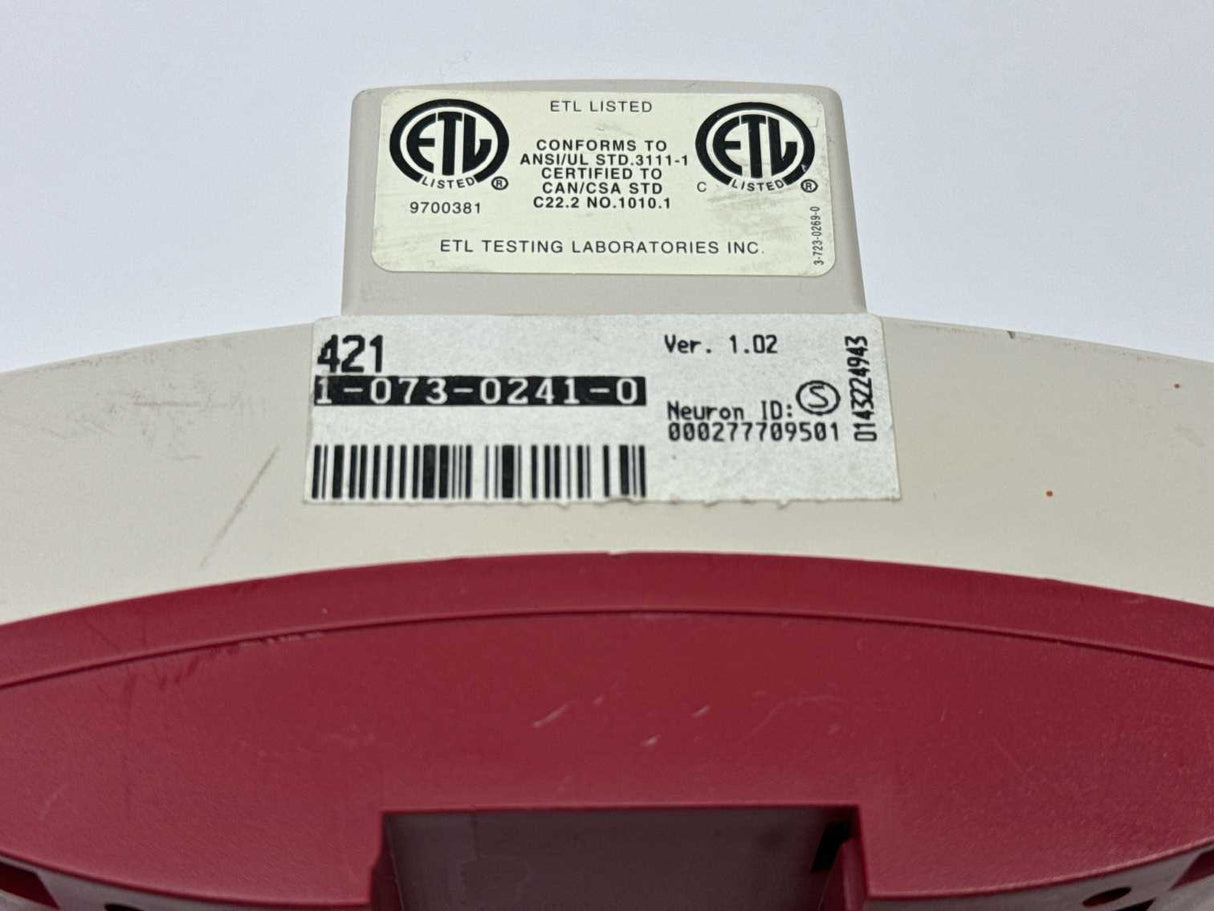 ETL LISTED
ETL
LISTED ®
9700381
CONFORMS TO
ANSI/UL STD.3111-1
CERTIFIED TO
CAN/CSA STD
C22.2 NO.1010.1
ETL
C LISTED ®
ETL TESTING LABORATORIES INC.
3-723-0269-0
421
1-073-0241-0
Ver. 1.02
Neuron ID: S
000277709501
0143224943